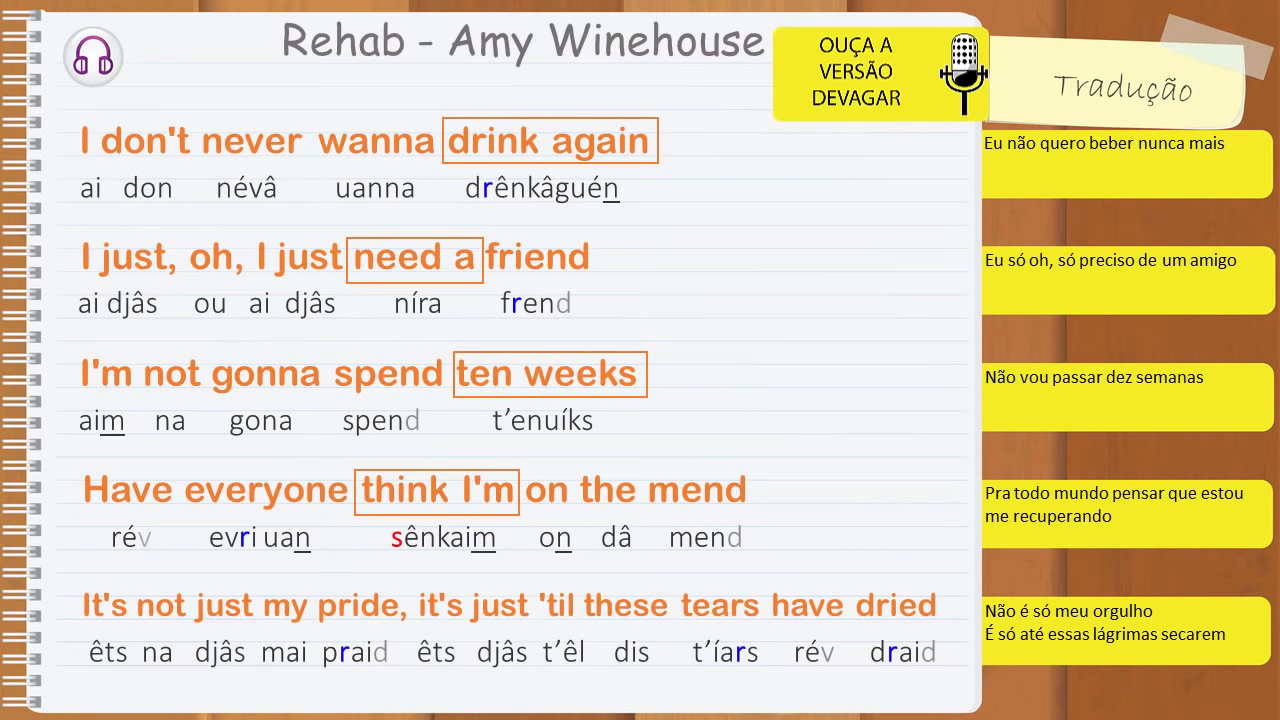 Rehab - Amy Winehouse
OUÇA A
VERSÃO
DEVAGAR
Tradução
I don't never wanna drink again
ai don névâ uanna drênkâguén
Eu não quero beber nunca mais
I just, oh, I just need a friend
ai djâs ou ai djâs níra frend
Eu só oh, só preciso de um amigo
I'm not gonna spend ten weeks
aim na gona spend t’enuíks
Não vou passar dez semanas
Have everyone think I'm on the mend
rév evri uan sênkaim on dâ mend
Pra todo mundo pensar que estou
me recuperando
It's not just my pride, it's just 'til these tears have dried
êts na djâs mai praid êts djâs t’êl dis t’íars rév draid
Não é só meu orgulho
É só até essas lágrimas secarem